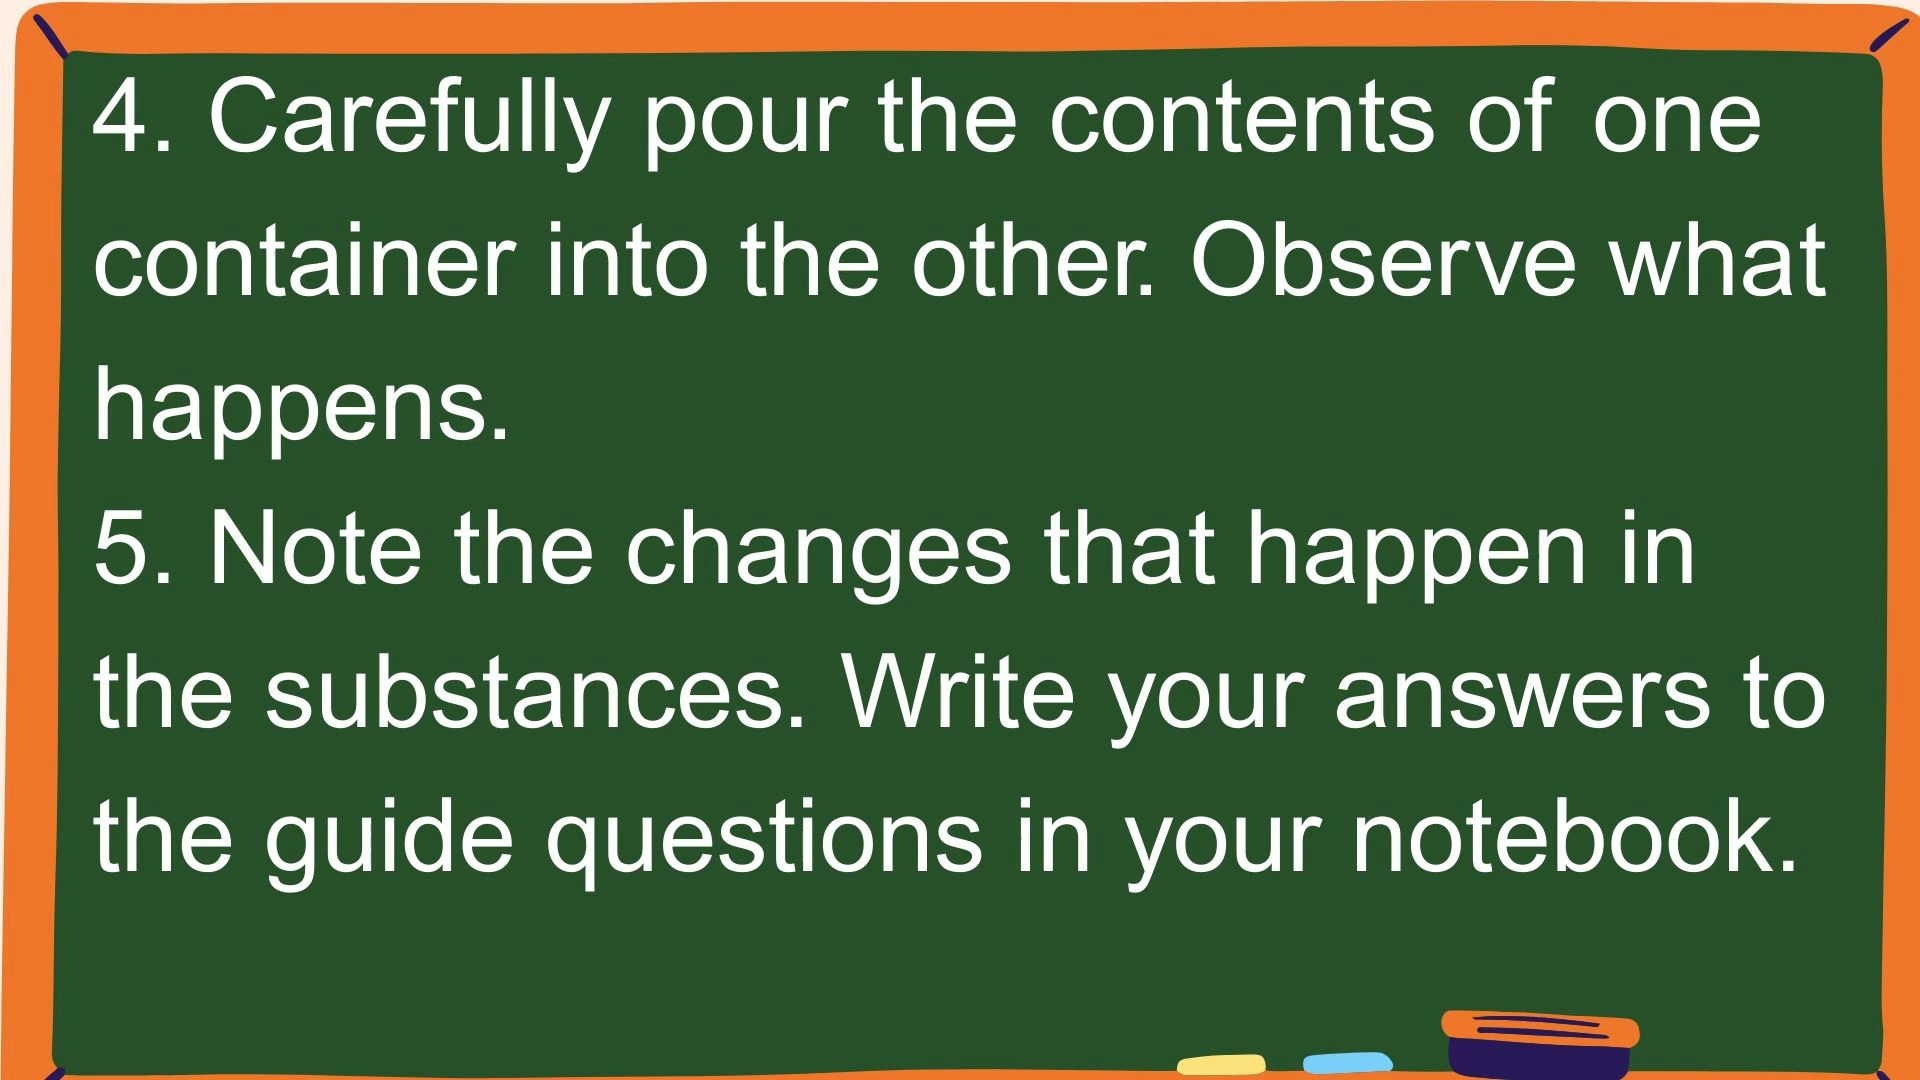 4. Carefully pour the contents of one
container into the other. Observe what
happens.
5. Note the changes that happen in
the substances. Write your answers to
the guide questions in your notebook.